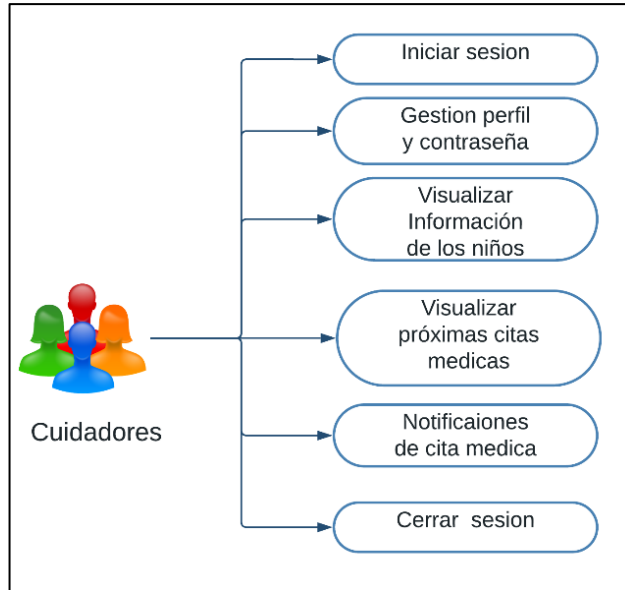 Iniciar sesion
Gestion perfil
y contraseña
Visualizar
Información
de los niños
Visualizar
próximas citas
medicas
Notificaiones
de cita medica
Cerrar sesion
Cuidadores